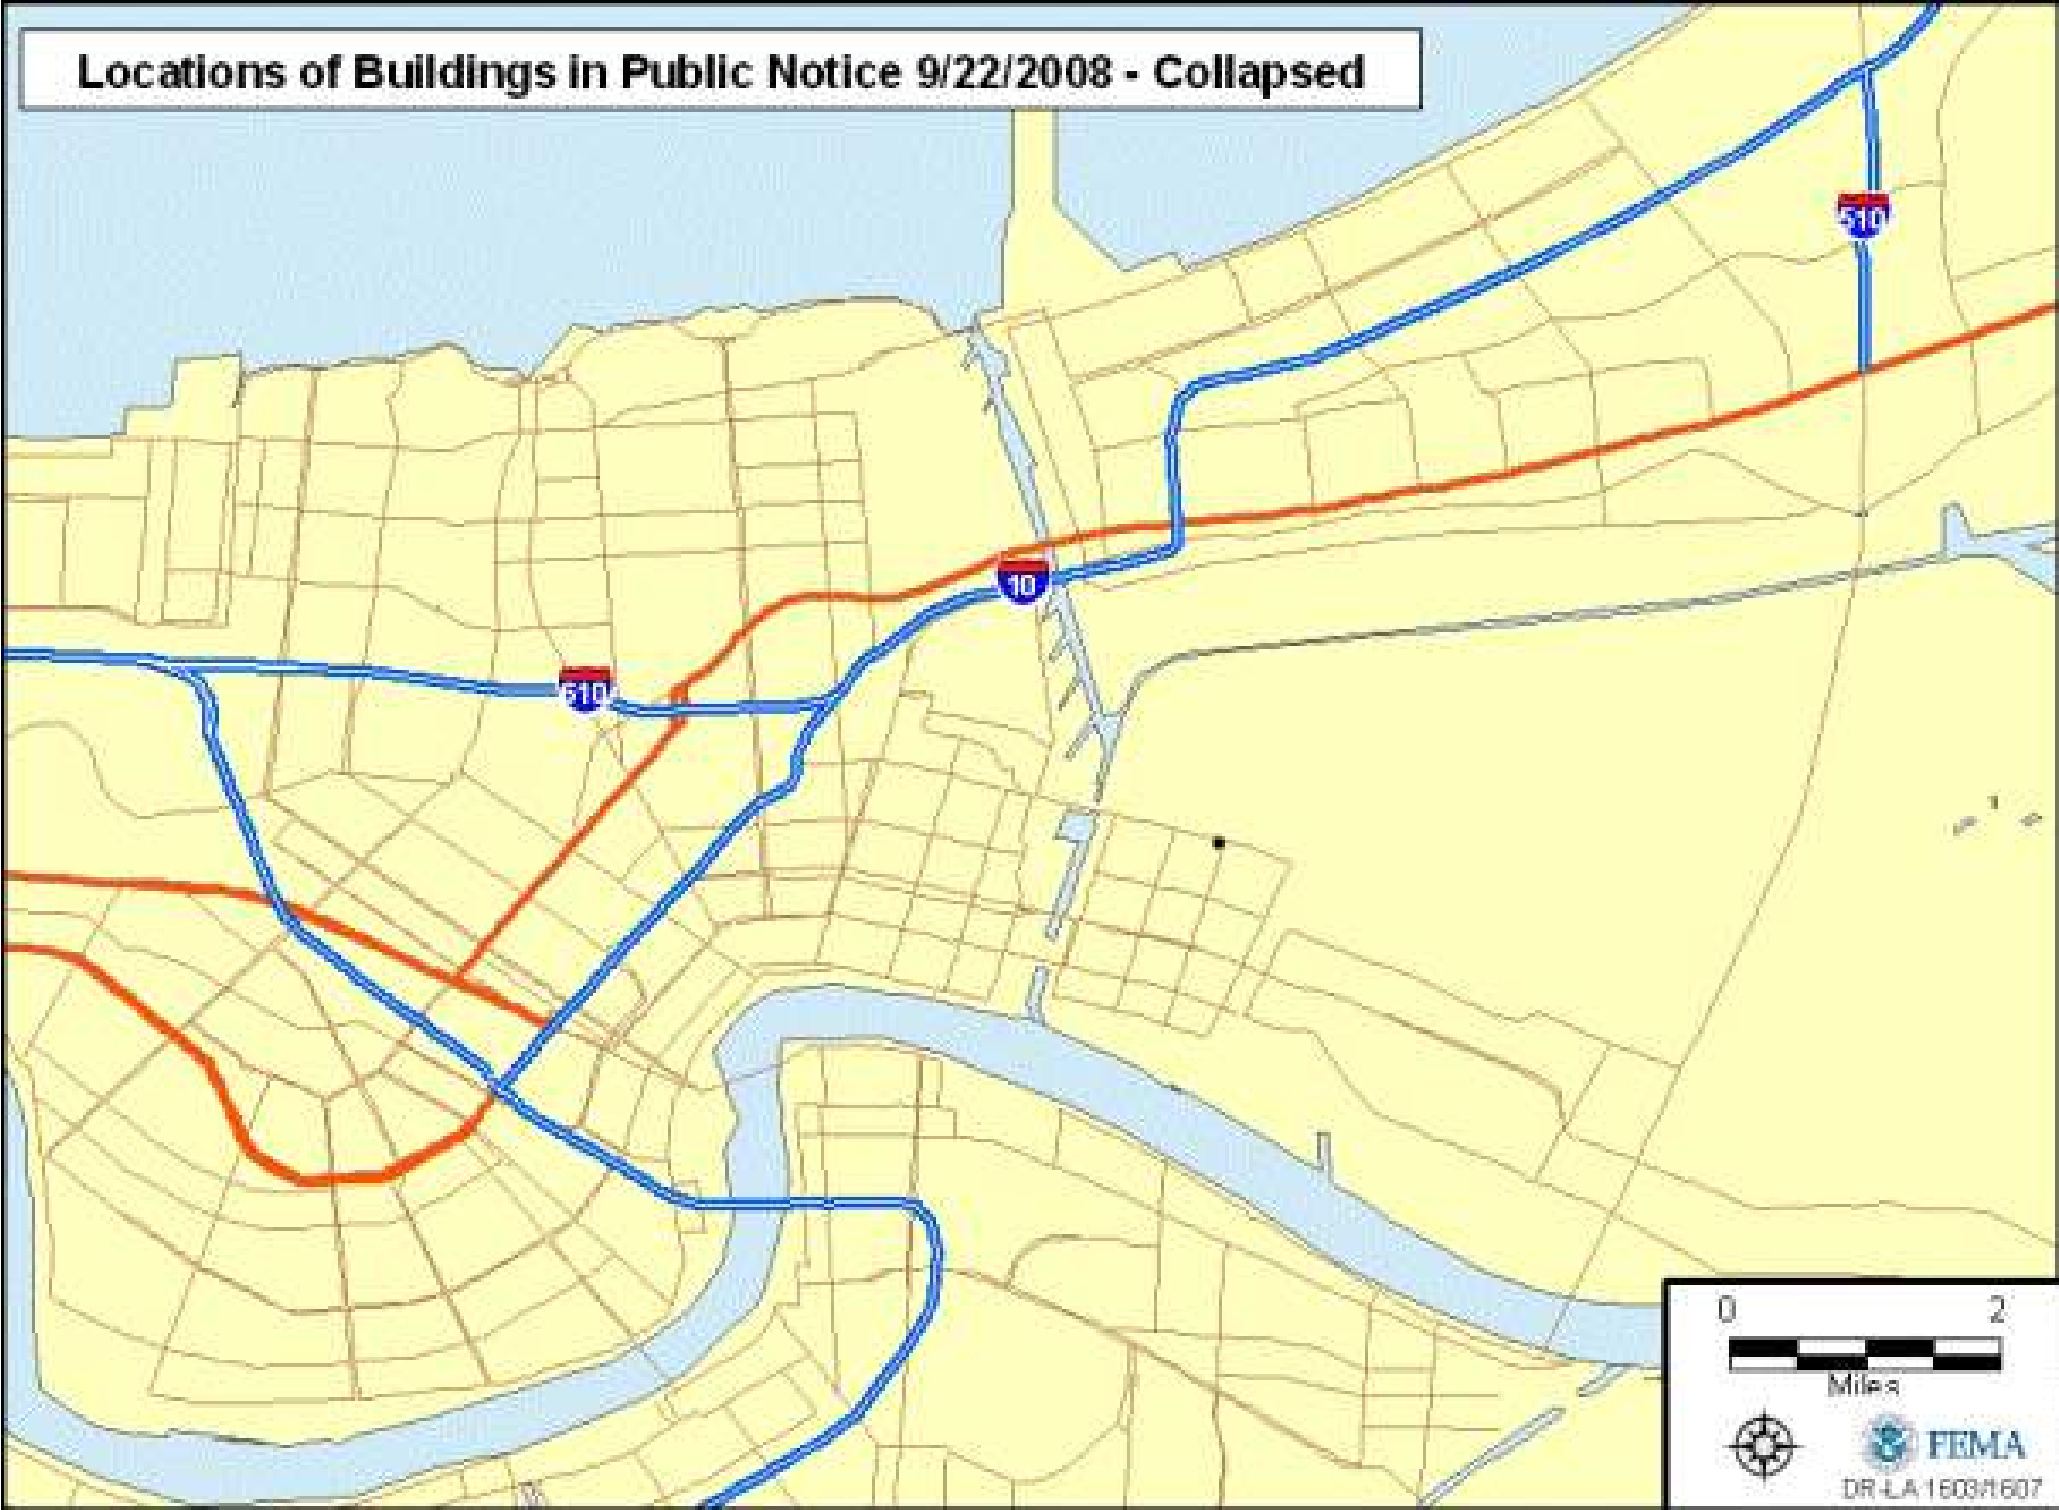 Locations of Buildings in Public Notice 9/22/2008 - Collapsed
510
10
610
0 2
Miles
FEMA
DR-LA 1603/1607